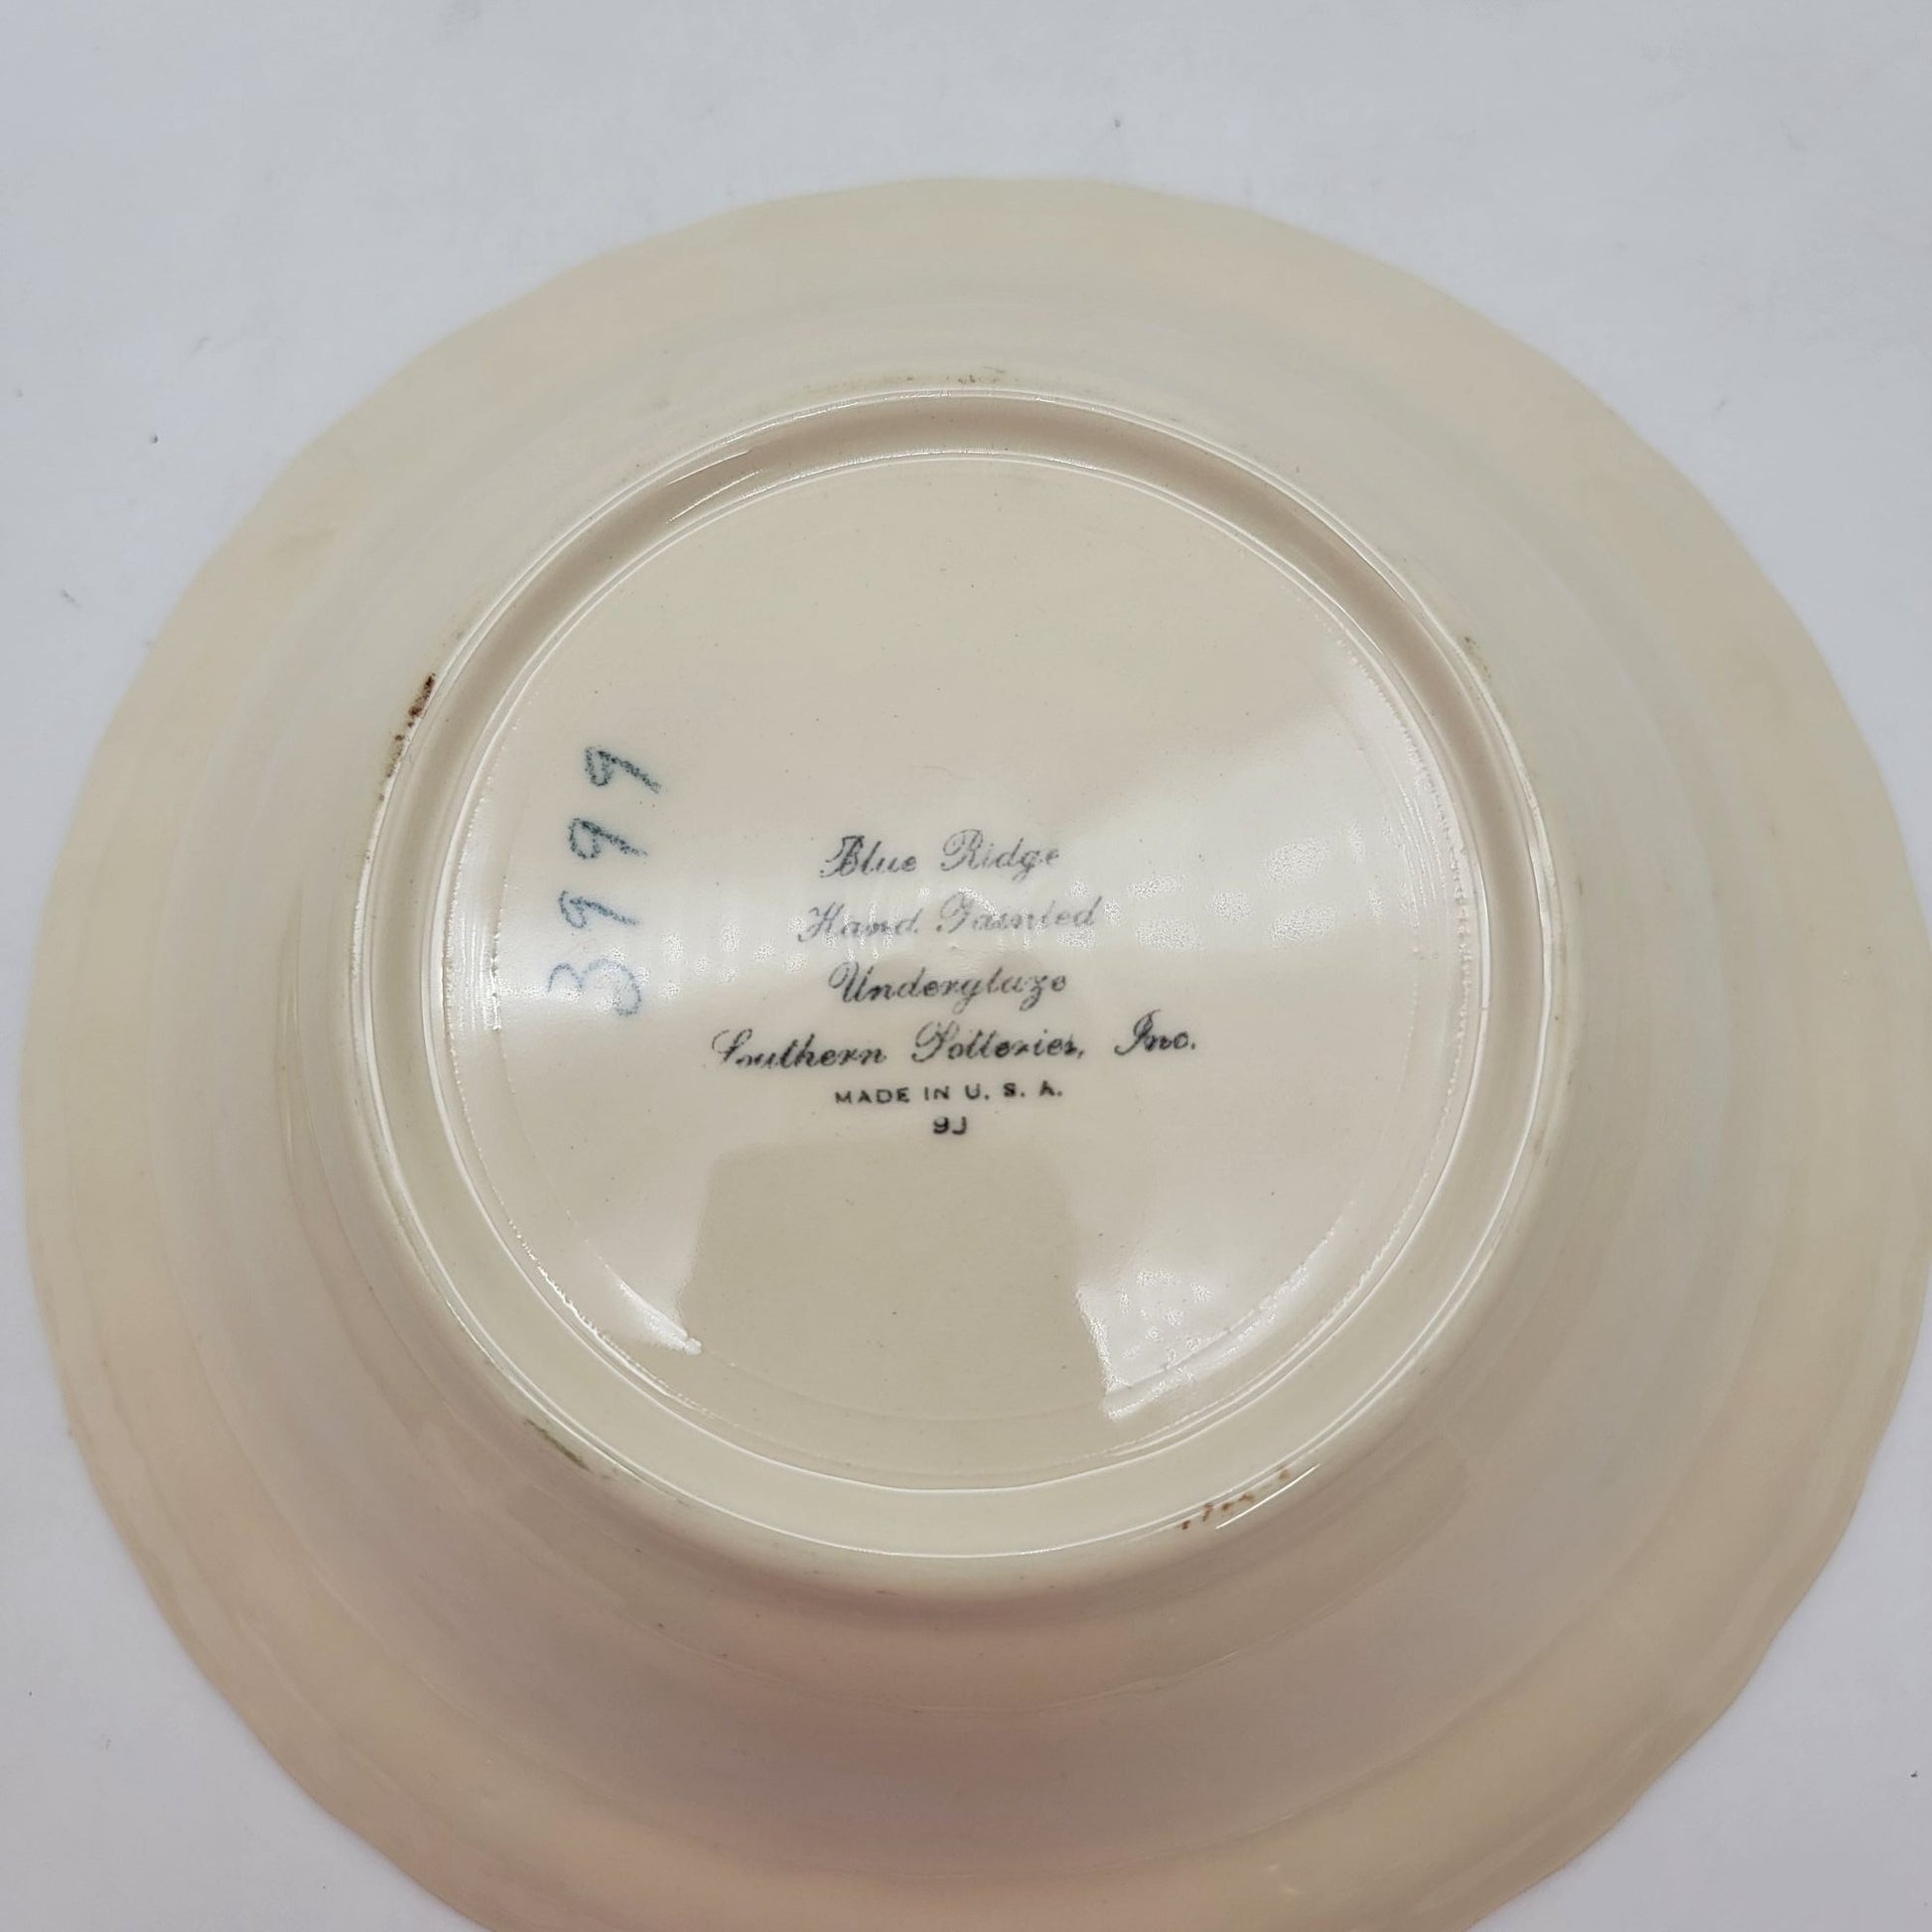 3999
Blue Ridge
Hand Painted
Underglaze
Southern Potteries, Inc.
MADE IN U. S. A.
9J